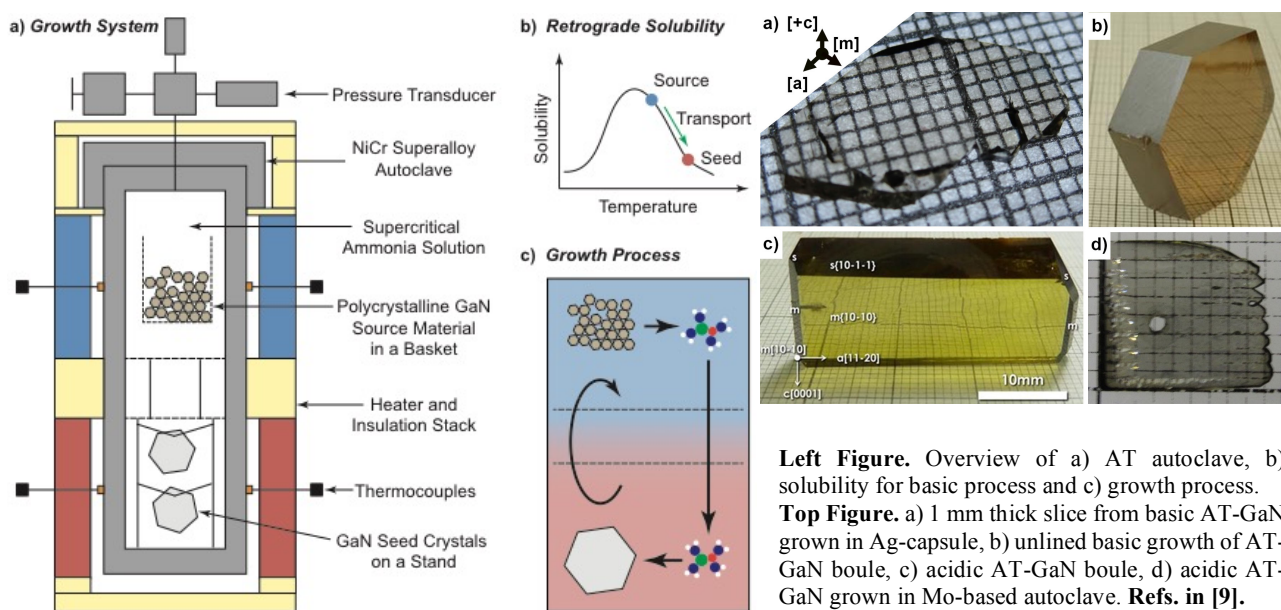 a) Growth System
Pressure Transducer
NiCr Superalloy
Autoclave
Supercritical
Ammonia Solution
Polycrystalline GaN
Source Material
in a Basket
Heater and
Insulation Stack
Thermocouples
GaN Seed Crystals
on a Stand
b) Retrograde Solubility
Solubility
Source
Transport
Seed
Temperature
c) Growth Process
a)
[+c]
[m]
[a]
b)
c)
s
s{10-1-1}
s
m{10-10}
m
m
m[10-10]
a[11-20]
c[0001]
10mm
d)
Left Figure. Overview of a) AT autoclave, b)
solubility for basic process and c) growth process.
Top Figure. a) 1 mm thick slice from basic AT-GaN
grown in Ag-capsule, b) unlined basic growth of AT-
GaN boule, c) acidic AT-GaN boule, d) acidic AT-
GaN grown in Mo-based autoclave. Refs. in [9].